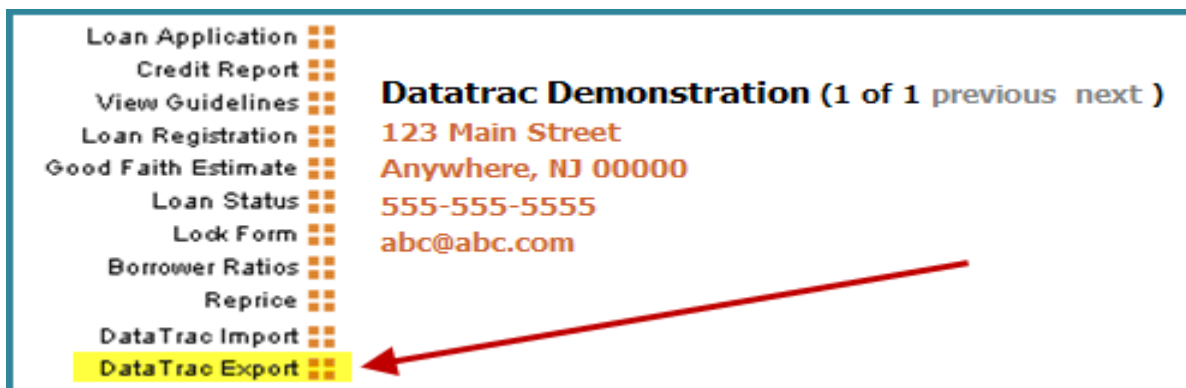 Loan Application
Credit Report
View Guidelines
Loan Registration
Good Faith Estimate
Loan Status
Lock Form
Borrower Ratios
Reprice
DataTrac Import
DataTrac Export
Datatrac Demonstration (1 of 1 previous next )
123 Main Street
Anywhere, NJ 00000
555-555-5555
abc@abc.com